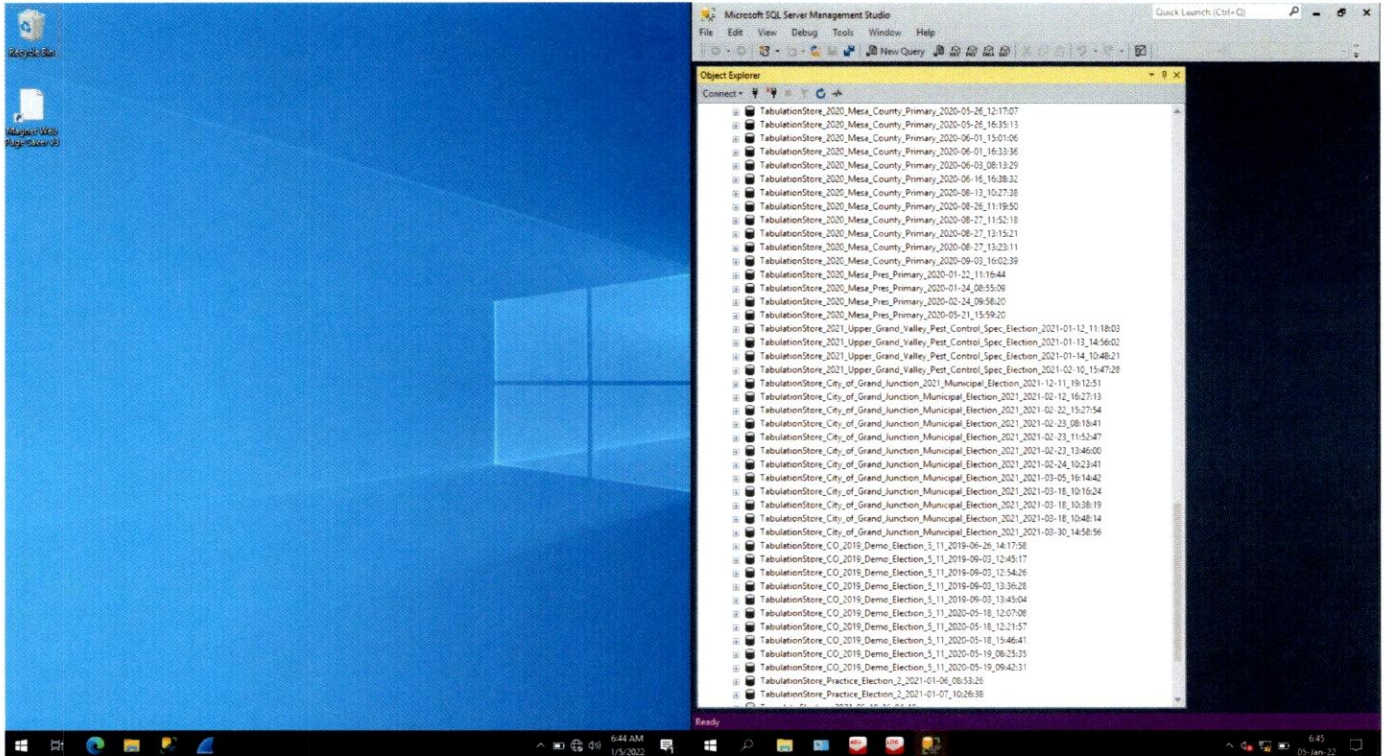 Recycle Bin
Magnet Web
Page Saver v3
6:44 AM
1/5/2022
Microsoft SQL Server Management Studio
Quick Launch (Ctrl+Q)
File Edit View Debug Tools Window Help
New Query
Object Explorer
Connect
TabulationStore_2020_Mesa_County_Primary_2020-05-26_12:17:07
TabulationStore_2020_Mesa_County_Primary_2020-05-26_16:35:13
TabulationStore_2020_Mesa_County_Primary_2020-06-01_15:01:06
TabulationStore_2020_Mesa_County_Primary_2020-06-01_16:33:36
TabulationStore_2020_Mesa_County_Primary_2020-06-03_08:13:29
TabulationStore_2020_Mesa_County_Primary_2020-06-16_16:38:32
TabulationStore_2020_Mesa_County_Primary_2020-08-13_10:27:38
TabulationStore_2020_Mesa_County_Primary_2020-08-26_11:19:50
TabulationStore_2020_Mesa_County_Primary_2020-08-27_11:52:18
TabulationStore_2020_Mesa_County_Primary_2020-08-27_13:15:21
TabulationStore_2020_Mesa_County_Primary_2020-08-27_13:23:11
TabulationStore_2020_Mesa_County_Primary_2020-09-03_16:02:39
TabulationStore_2020_Mesa_Pres_Primary_2020-01-22_11:16:44
TabulationStore_2020_Mesa_Pres_Primary_2020-01-24_08:55:09
TabulationStore_2020_Mesa_Pres_Primary_2020-02-24_09:58:20
TabulationStore_2020_Mesa_Pres_Primary_2020-05-21_15:59:20
TabulationStore_2021_Upper_Grand_Valley_Pest_Control_Spec_Election_2021-01-12_11:18:03
TabulationStore_2021_Upper_Grand_Valley_Pest_Control_Spec_Election_2021-01-13_14:56:02
TabulationStore_2021_Upper_Grand_Valley_Pest_Control_Spec_Election_2021-01-14_10:48:21
TabulationStore_2021_Upper_Grand_Valley_Pest_Control_Spec_Election_2021-02-10_15:47:28
TabulationStore_City_of_Grand_Junction_2021_Municipal_Election_2021-12-11_19:12:51
TabulationStore_City_of_Grand_Junction_Municipal_Election_2021_2021-02-12_16:27:13
TabulationStore_City_of_Grand_Junction_Municipal_Election_2021_2021-02-22_15:27:54
TabulationStore_City_of_Grand_Junction_Municipal_Election_2021_2021-02-23_08:18:41
TabulationStore_City_of_Grand_Junction_Municipal_Election_2021_2021-02-23_11:52:47
TabulationStore_City_of_Grand_Junction_Municipal_Election_2021_2021-02-23_13:46:00
TabulationStore_City_of_Grand_Junction_Municipal_Election_2021_2021-02-24_10:23:41
TabulationStore_City_of_Grand_Junction_Municipal_Election_2021_2021-03-05_16:14:42
TabulationStore_City_of_Grand_Junction_Municipal_Election_2021_2021-03-18_10:16:24
TabulationStore_City_of_Grand_Junction_Municipal_Election_2021_2021-03-18_10:38:19
TabulationStore_City_of_Grand_Junction_Municipal_Election_2021_2021-03-18_10:48:14
TabulationStore_City_of_Grand_Junction_Municipal_Election_2021_2021-03-30_14:58:56
TabulationStore_CO_2019_Demo_Election_5_11_2019-06-26_14:17:58
TabulationStore_CO_2019_Demo_Election_5_11_2019-09-03_12:45:17
TabulationStore_CO_2019_Demo_Election_5_11_2019-09-03_12:54:26
TabulationStore_CO_2019_Demo_Election_5_11_2019-09-03_13:36:28
TabulationStore_CO_2019_Demo_Election_5_11_2019-09-03_13:45:04
TabulationStore_CO_2019_Demo_Election_5_11_2020-05-18_12:07:08
TabulationStore_CO_2019_Demo_Election_5_11_2020-05-18_12:21:57
TabulationStore_CO_2019_Demo_Election_5_11_2020-05-18_15:46:41
TabulationStore_CO_2019_Demo_Election_5_11_2020-05-19_08:25:35
TabulationStore_CO_2019_Demo_Election_5_11_2020-05-19_09:42:31
TabulationStore_Practice_Election_2_2021-01-06_08:53:26
TabulationStore_Practice_Election_2_2021-01-07_10:26:38
Ready
6:45
05-Jan-22